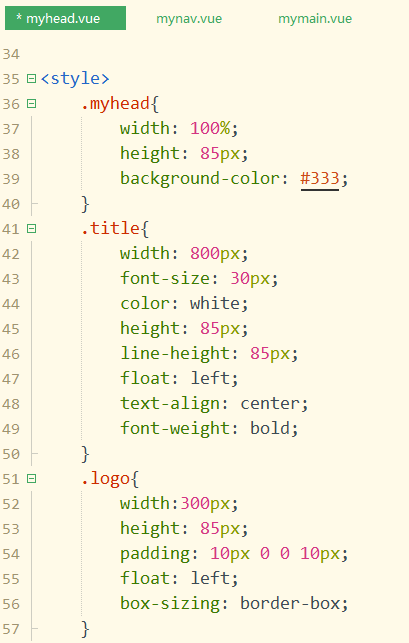 * myhead.vue mynav.vue mymain.vue
34
35 <style>
36 .myhead{
37 width: 100%;
38 height: 85px;
39 background-color: #333;
40 }
41 .title{
42 width: 800px;
43 font-size: 30px;
44 color: white;
45 height: 85px;
46 line-height: 85px;
47 float: left;
48 text-align: center;
49 font-weight: bold;
50 }
51 .logo{
52 width:300px;
53 height: 85px;
54 padding: 10px 0 0 10px;
55 float: left;
56 box-sizing: border-box;
57 }